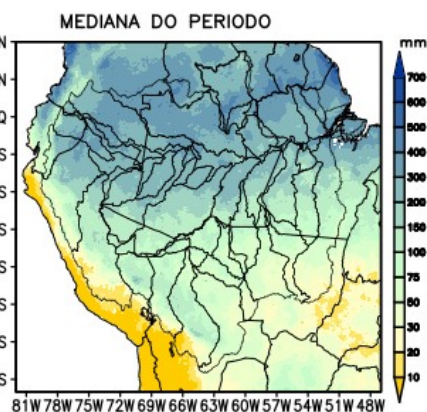 MEDIANA DO PERIODO
mm
N
N
Q
S
S
S
S
S
S
S
700
600
500
400
300
200
150
100
75
50
30
20
10
81W 78W 75W 72W 69W 66W 63W 60W 57W 54W 51W 48W